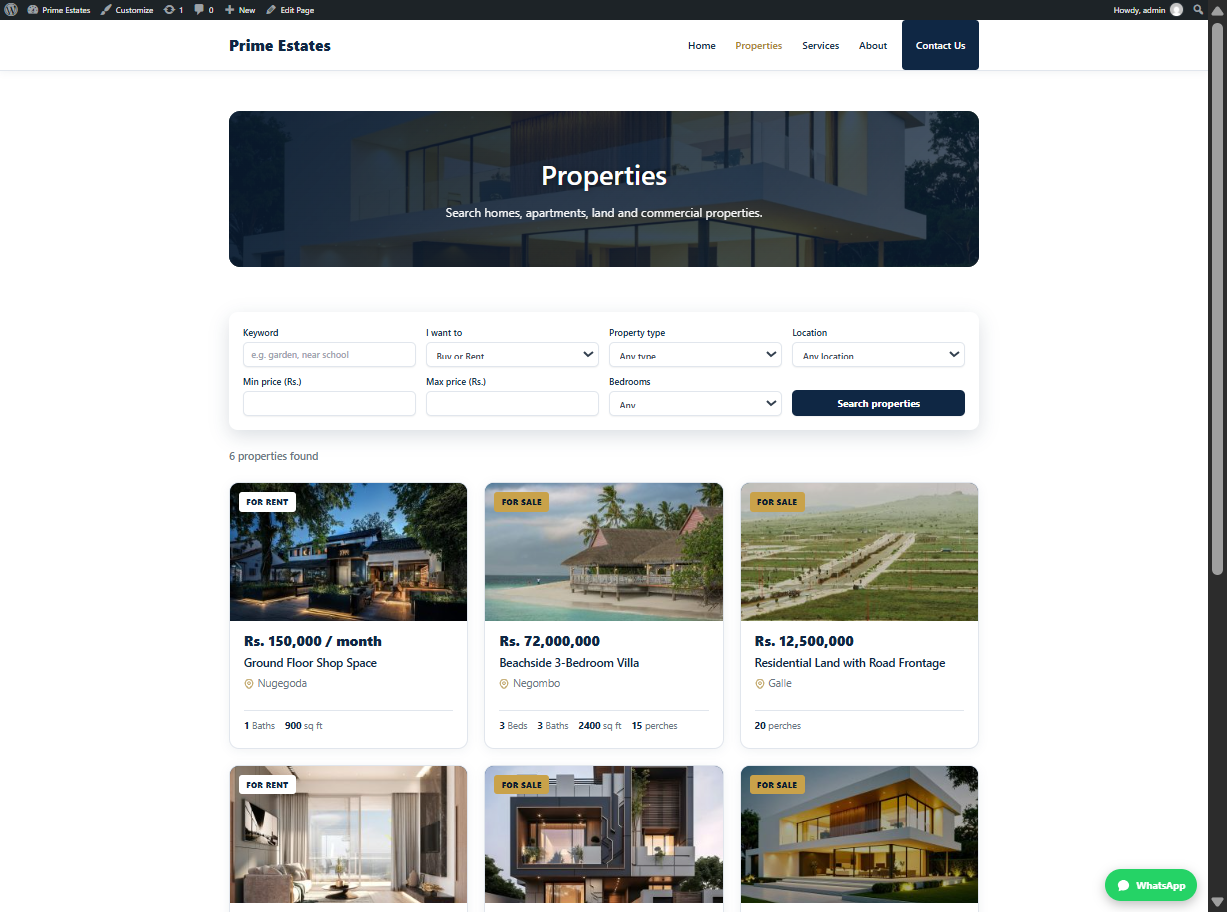 Prime Estates Customize 1 0 New Edit Page Howdy, admin
Prime Estates Home Properties Services About Contact Us
Properties
Search homes, apartments, land and commercial properties.
Keyword I want to Property type Location
e.g. garden, near school Buy or Rent Any type Any location
Min price (Rs.) Max price (Rs.) Bedrooms
Any Search properties
6 properties found
FOR RENT FOR SALE FOR SALE
Rs. 150,000 / month Rs. 72,000,000 Rs. 12,500,000
Ground Floor Shop Space Beachside 3-Bedroom Villa Residential Land with Road Frontage
Nugegoda Negombo Galle
1 Baths 900 sq ft 3 Beds 3 Baths 2400 sq ft 15 perches 20 perches
FOR RENT FOR SALE FOR SALE
WhatsApp